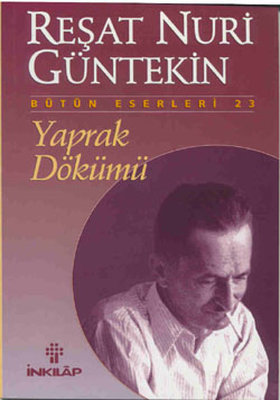 REŞAT NURİ
GÜNTEKİN
BÜTÜN ESERLERİ 23
Yaprak
Dökümü
İNKILÂP